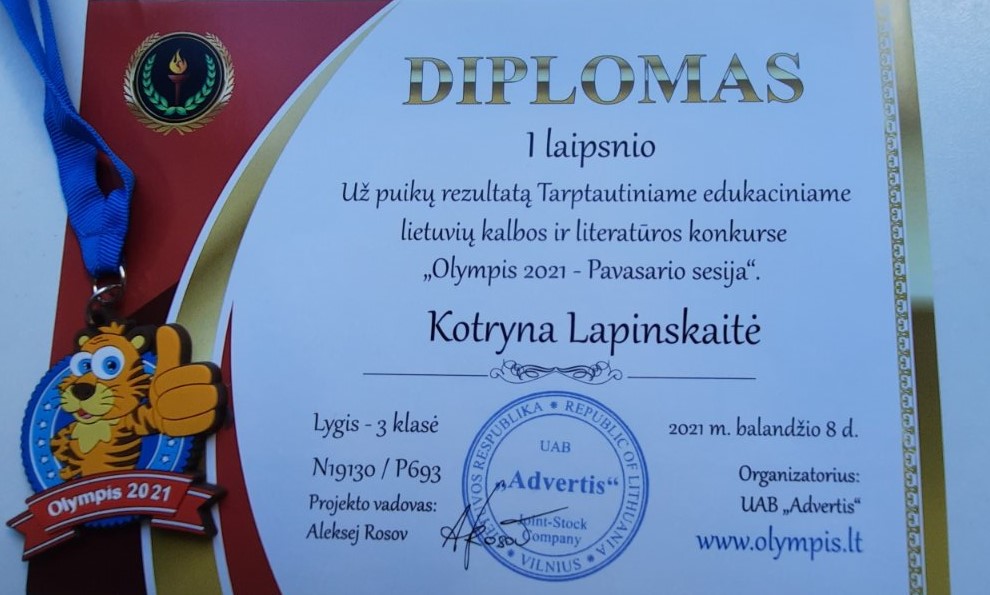 DIPLOMAS
I laipsnio
Už puikų rezultatą Tarptautiniame edukaciniame
lietuvių kalbos ir literatūros konkurse
„Olympis 2021 - Pavasario sesija“.
Kotryna Lapinskaitė
Lygis - 3 klasė
N19130 / P693
Projekto vadovas:
Aleksej Rosov
LIETUVOS RESPUBLIKA * REPUBLIC OF LITHUANIA
UAB
„Advertis“
Joint-Stock
Company
* VILNIUS *
2021 m. balandžio 8 d.
Organizatorius:
UAB „Advertis“
www.olympis.lt
Olympis 2021